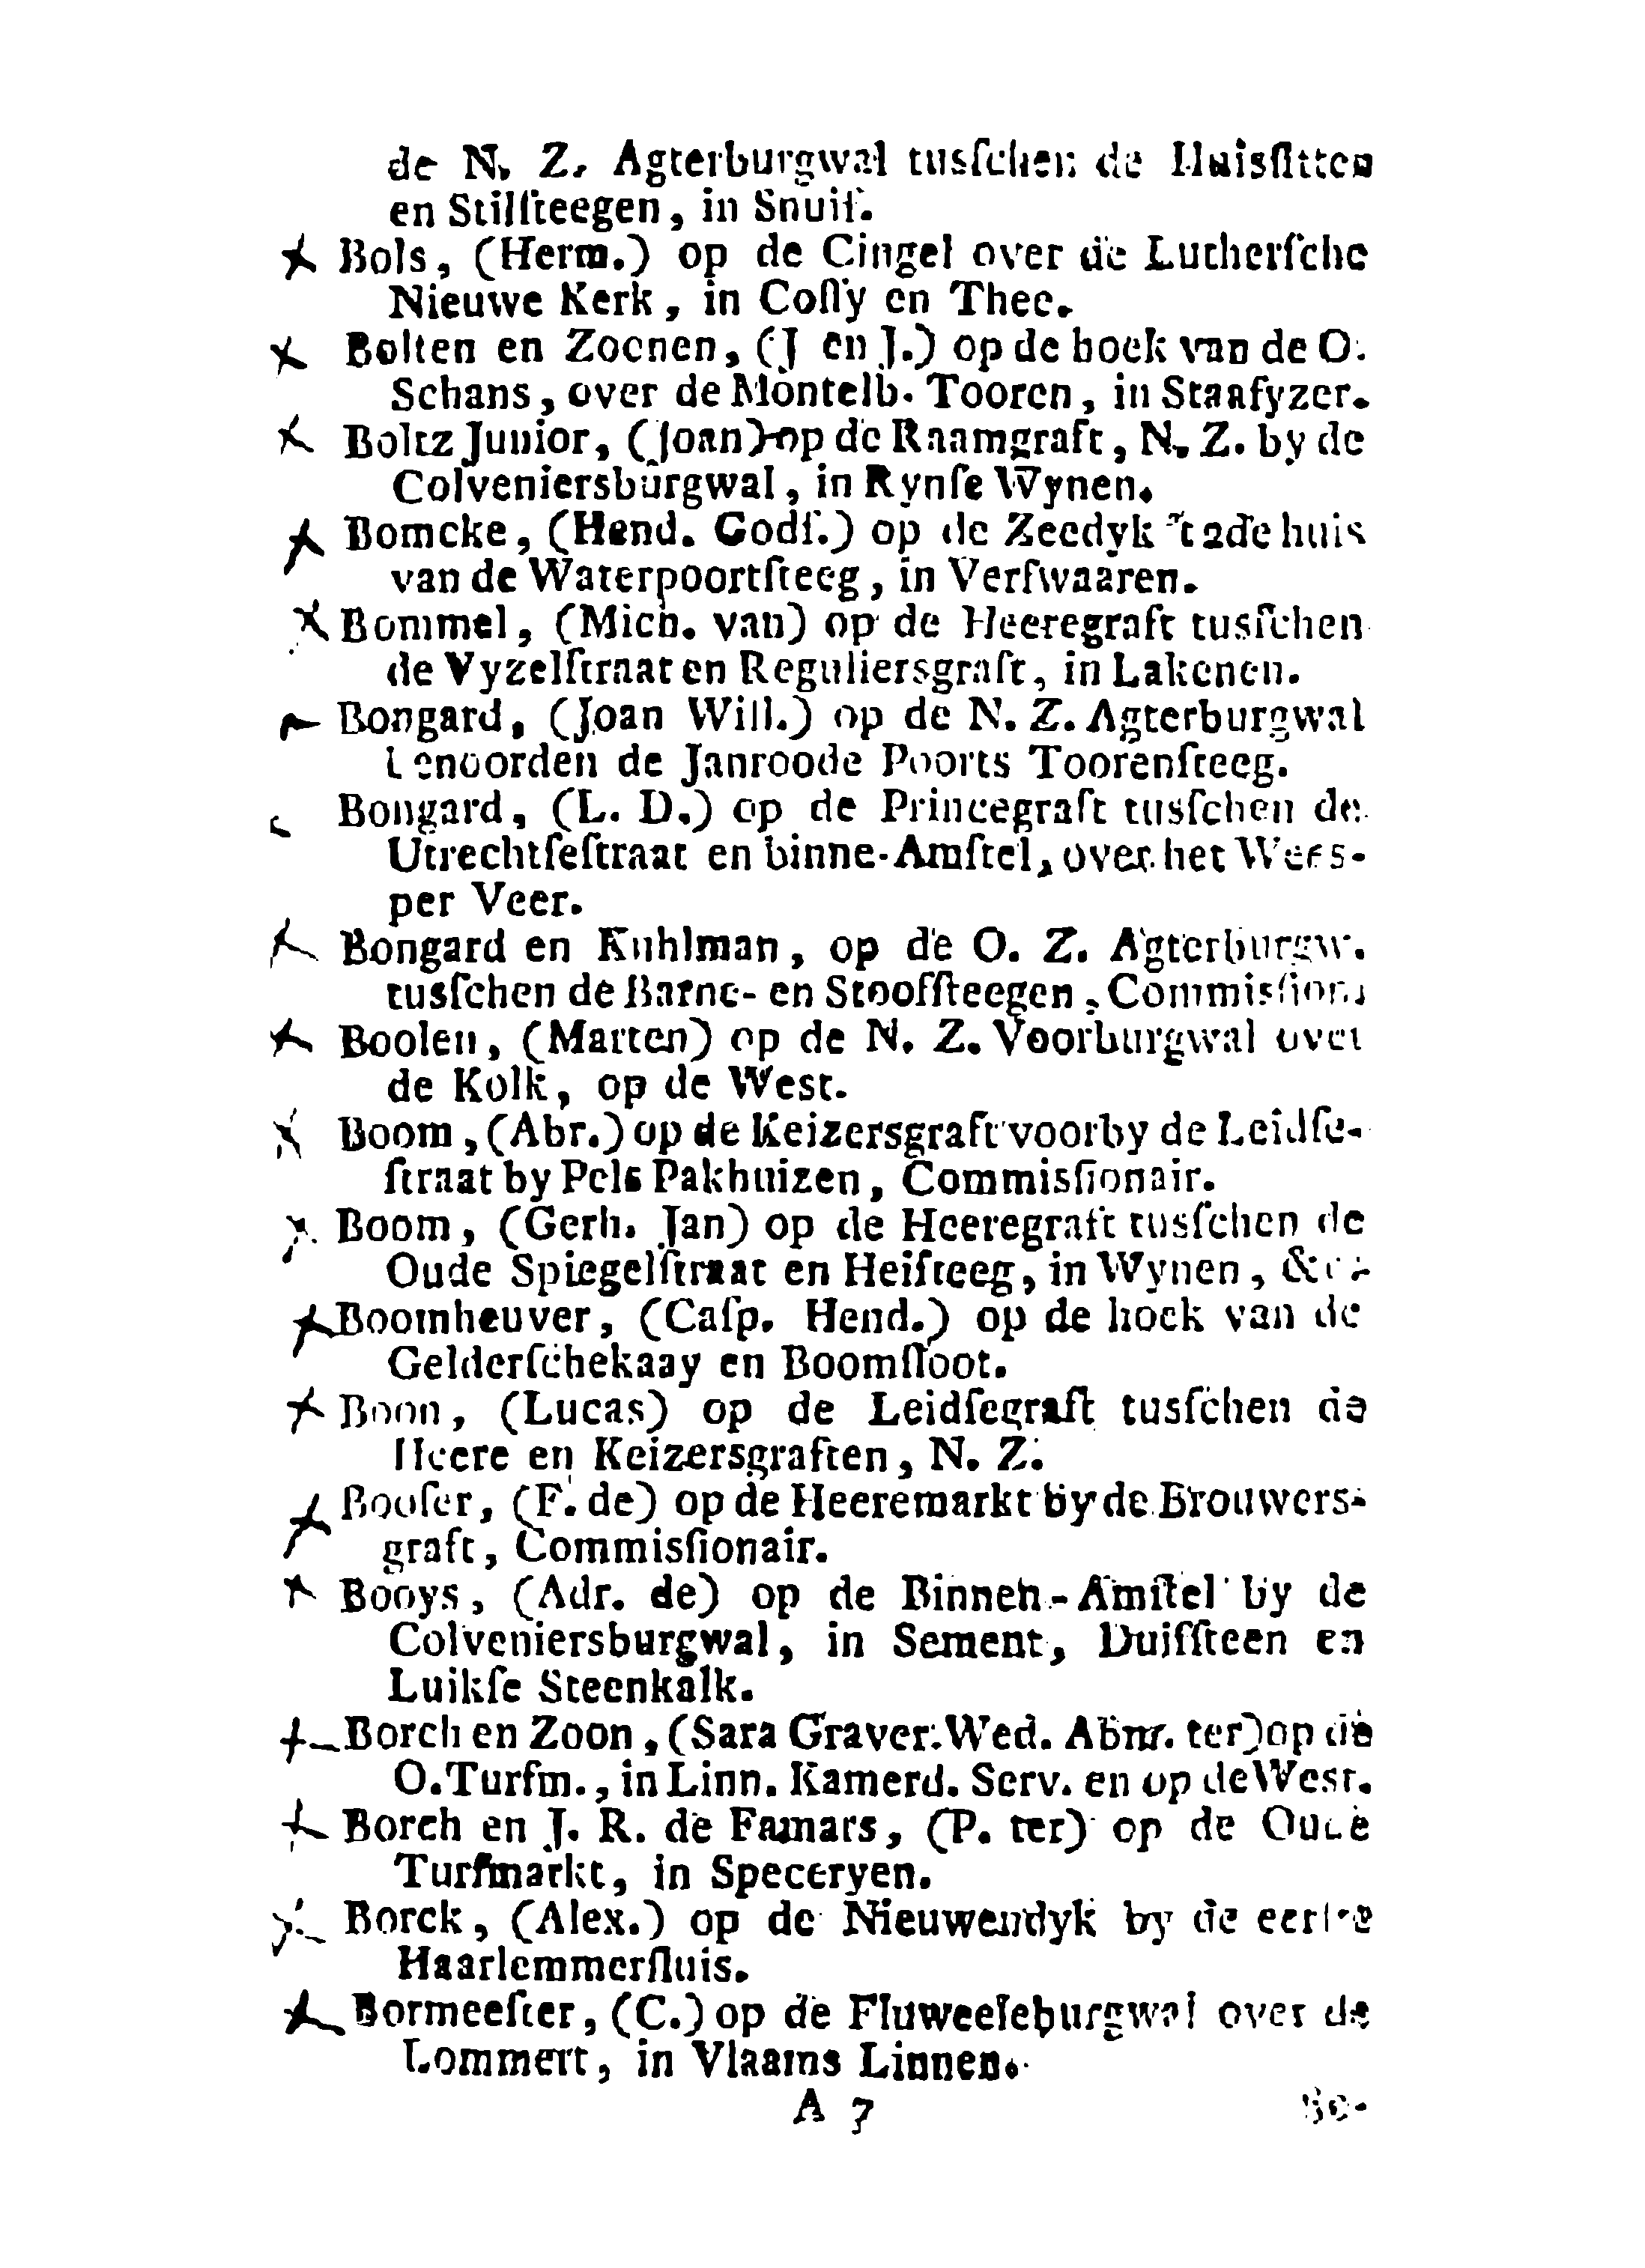 de N. Z. Agterburgwal tusſchen de Huisſitten
en Stilſteegen, in Snuif.
Bols, (Herm.) op de Cingel over de Lutherſche
Nieuwe Kerk, in Coffy en Thee.
Bolten en Zoonen, (J en J.) op de hoek van de O.
Schans, over de Montelb. Tooren, in Staafyzer.
Boltz Junior, (Joan) op de Raamgraft, N. Z. by de
Colveniersburgwal, in Rynſe Wynen.
Bomcke, (Hend. Godf.) op de Zeedyk 't 2de huis
van de Waterpoortſteeg, in Verfwaaren.
Bommel, (Mich. van) op de Heeregraft tusſchen
de Vyzelſtraat en Reguliersgraft, in Lakenen.
Bongard, (Joan Will.) op de N. Z. Agterburgwal
benoorden de Janroode Poorts Toorenſteeg.
Bongard, (L. D.) op de Princegraft tusſchen de
Utrechtſeſtraat en binne-Amſtel, over het Wees-
per Veer.
Bongard en Kuhlman, op de O. Z. Agterburgw.
tusſchen de Barne- en Stoofſteegen, Commisſion.
Boolen, (Marten) op de N. Z. Voorburgwal over
de Kolk, op de West.
Boom, (Abr.) op de Keizersgraft voorby de Leidſe-
ſtraat by Pels Pakhuizen, Commisſionair.
Boom, (Gerh. Jan) op de Heeregraft tusſchen de
Oude Spiegelſtraat en Heiſteeg, in Wynen, &c.
Boomheuver, (Caſp. Hend.) op de hoek van de
Gelderſchekaay en Boomſloot.
Boon, (Lucas) op de Leidſegraft tusſchen de
Heere en Keizersgraften, N. Z.
Booſer, (F. de) op de Heeremarkt by de Brouwers-
graft, Commisſionair.
Booys, (Adr. de) op de Binnen-Amſtel by de
Colveniersburgwal, in Sement, Duifſteen en
Luikſe Steenkalk.
Borch en Zoon, (Sara Graver. Wed. Abnr. ter) op de
O. Turfm., in Linn. Kamerd. Serv. en op de West.
Borch en J. R. de Famars, (P. ter) op de Oude
Turfmarkt, in Speceryen.
Borck, (Alex.) op de Nieuwendyk by de eerſte
Haarlemmerſluis.
Bormeeſter, (C.) op de Fluweeleburgwal over de
Lommert, in Vlaams Linnen.
A 7 Bo-